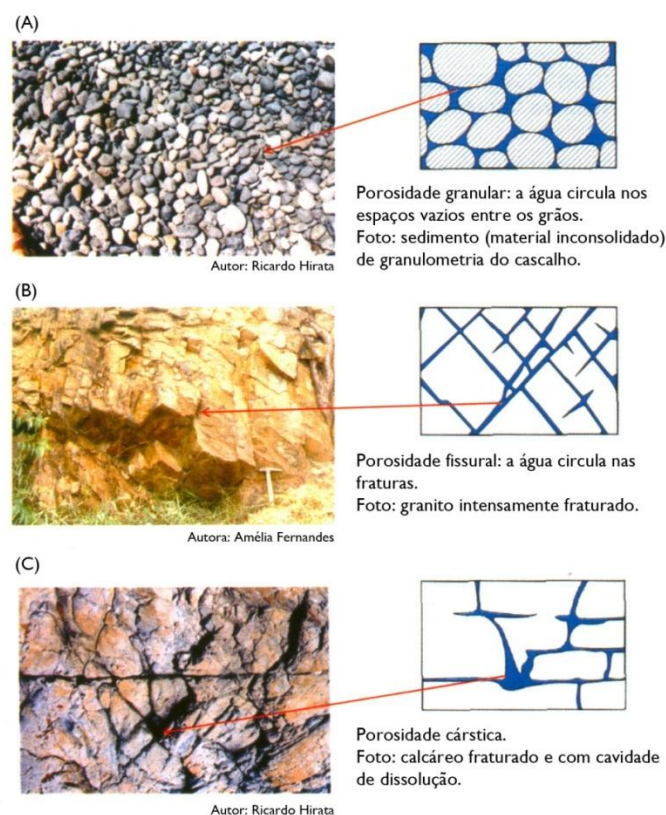 (A)
Porosidade granular: a água circula nos
espaços vazios entre os grãos.
Foto: sedimento (material inconsolidado)
de granulometria do cascalho.
Autor: Ricardo Hirata
(B)
Porosidade fissural: a água circula nas
fraturas.
Foto: granito intensamente fraturado.
Autora: Amélia Fernandes
(C)
Porosidade cárstica.
Foto: calcáreo fraturado e com cavidade
de dissolução.
Autor: Ricardo Hirata